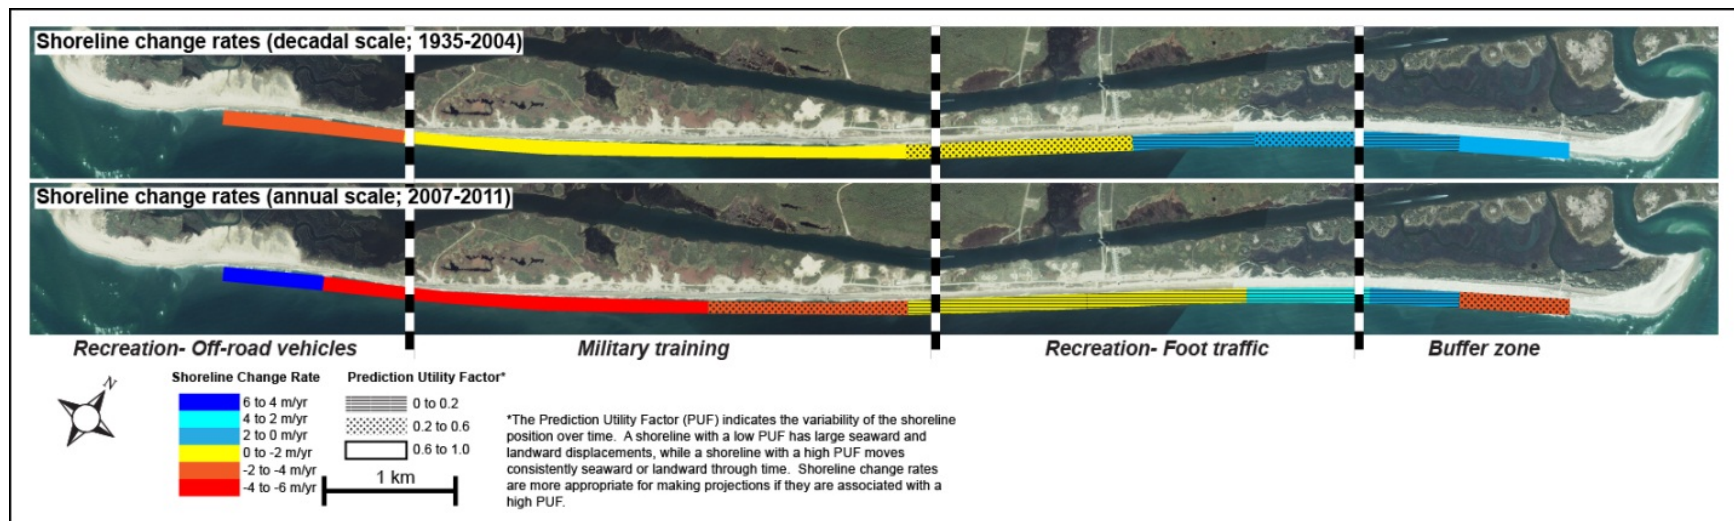 Shoreline change rates (decadal scale; 1935-2004)
Shoreline change rates (annual scale; 2007-2011)
Recreation- Off-road vehicles
Military training
Recreation- Foot traffic
Buffer zone
N
Shoreline Change Rate
6 to 4 m/yr
4 to 2 m/yr
2 to 0 m/yr
0 to -2 m/yr
-2 to -4 m/yr
-4 to -6 m/yr
Prediction Utility Factor*
0 to 0.2
0.2 to 0.6
0.6 to 1.0
1 km
*The Prediction Utility Factor (PUF) indicates the variability of the shoreline
position over time. A shoreline with a low PUF has large seaward and
landward displacements, while a shoreline with a high PUF moves
consistently seaward or landward through time. Shoreline change rates
are more appropriate for making projections if they are associated with a
high PUF.